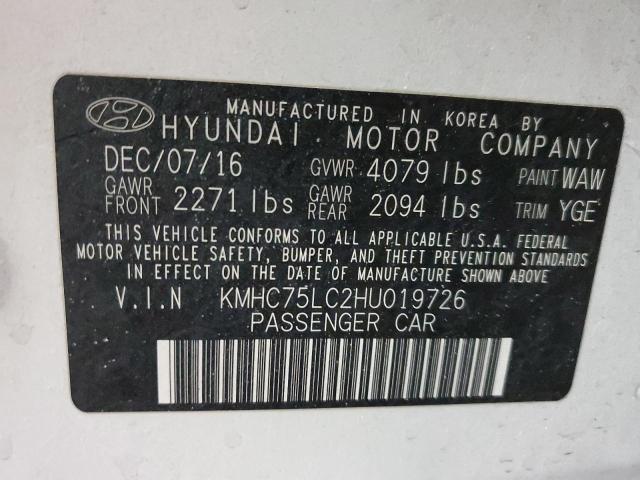 MANUFACTURED IN KOREA BY
HYUNDAI MOTOR COMPANY
DEC/07/16 GVWR 4079 lbs PAINT WAW
GAWR FRONT 2271 lbs GAWR REAR 2094 lbs TRIM YGE
THIS VEHICLE CONFORMS TO ALL APPLICABLE U.S.A. FEDERAL
MOTOR VEHICLE SAFETY, BUMPER, AND THEFT PREVENTION STANDARDS
IN EFFECT ON THE DATE OF MANUFACTURE SHOWN ABOVE
V.I.N KMHC75LC2HU019726
PASSENGER CAR